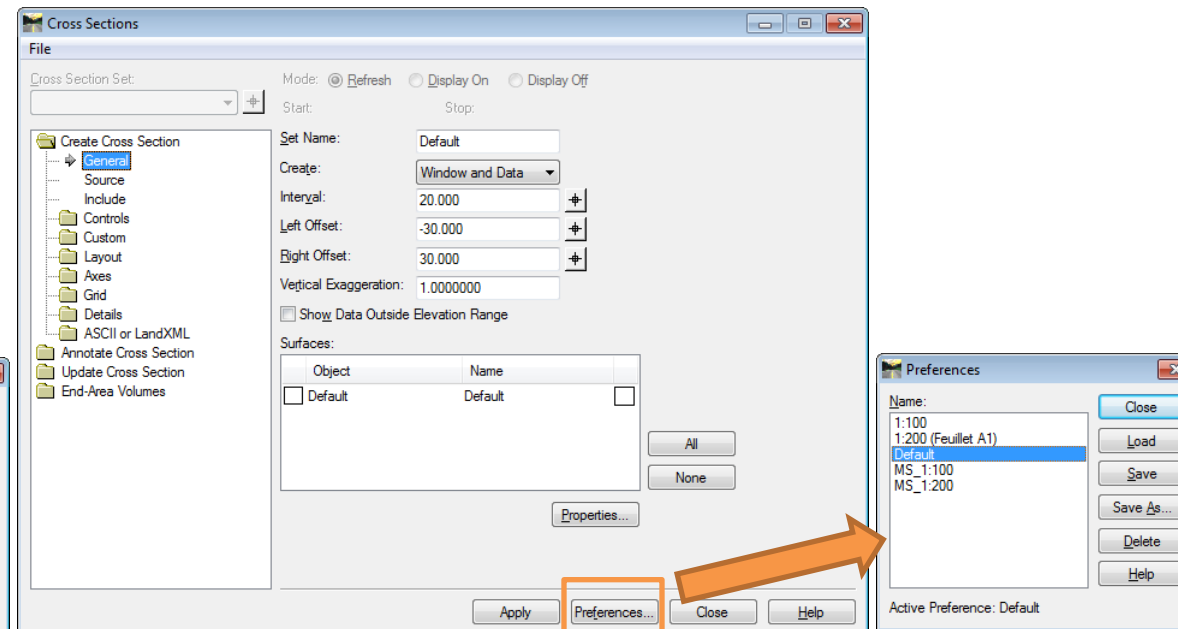 Cross Sections
File
Cross Section Set:
Mode: Refresh Display On Display Off
Start: Stop:
Create Cross Section
General
Source
Include
Controls
Custom
Layout
Axes
Grid
Details
ASCII or LandXML
Annotate Cross Section
Update Cross Section
End-Area Volumes
Set Name: Default
Create: Window and Data
Interval: 20.000
Left Offset: -30.000
Right Offset: 30.000
Vertical Exaggeration: 1.0000000
Show Data Outside Elevation Range
Surfaces:
Object Name
Default Default
All
None
Properties...
Apply Preferences... Close Help
Preferences
Name:
1:100
1:200 (Feuillet A1)
Default
MS_1:100
MS_1:200
Close
Load
Save
Save As...
Delete
Help
Active Preference: Default